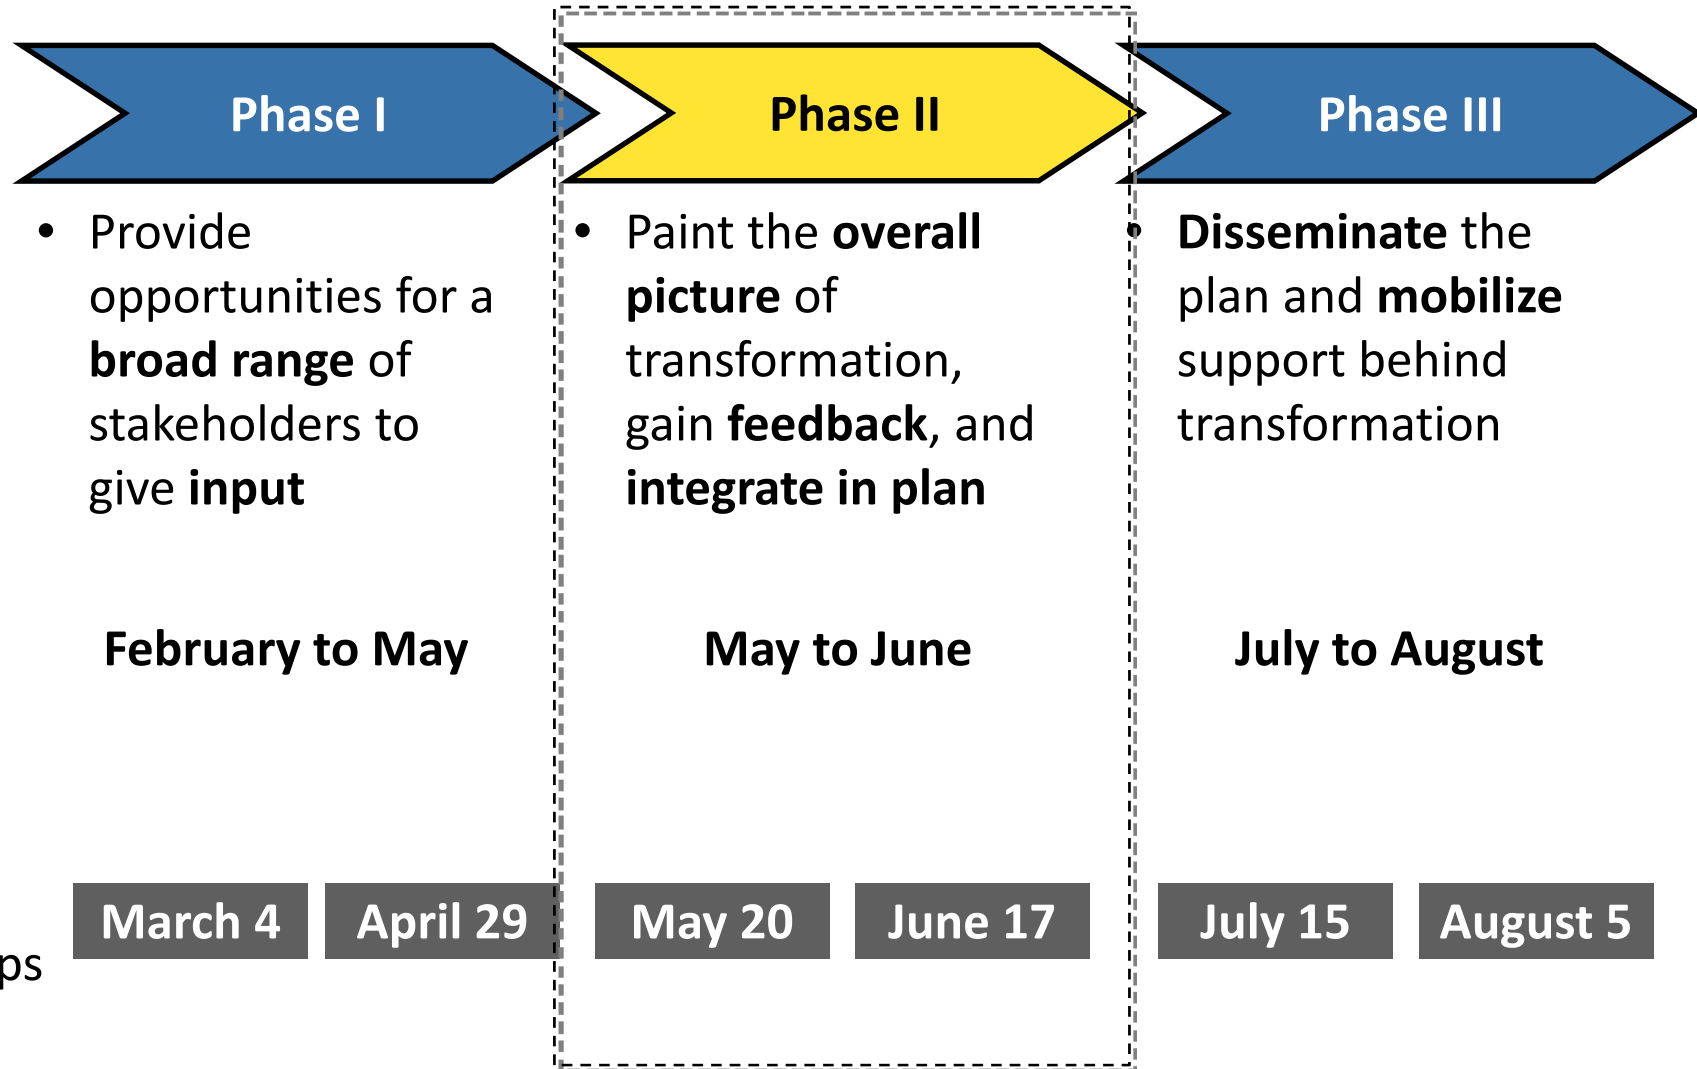 Phase I
Phase II
Phase III
• Provide
opportunities for a
broad range of
stakeholders to
give input
• Paint the overall
picture of
transformation,
gain feedback, and
integrate in plan
• Disseminate the
plan and mobilize
support behind
transformation
February to May
May to June
July to August
March 4
April 29
May 20
June 17
July 15
August 5
ps